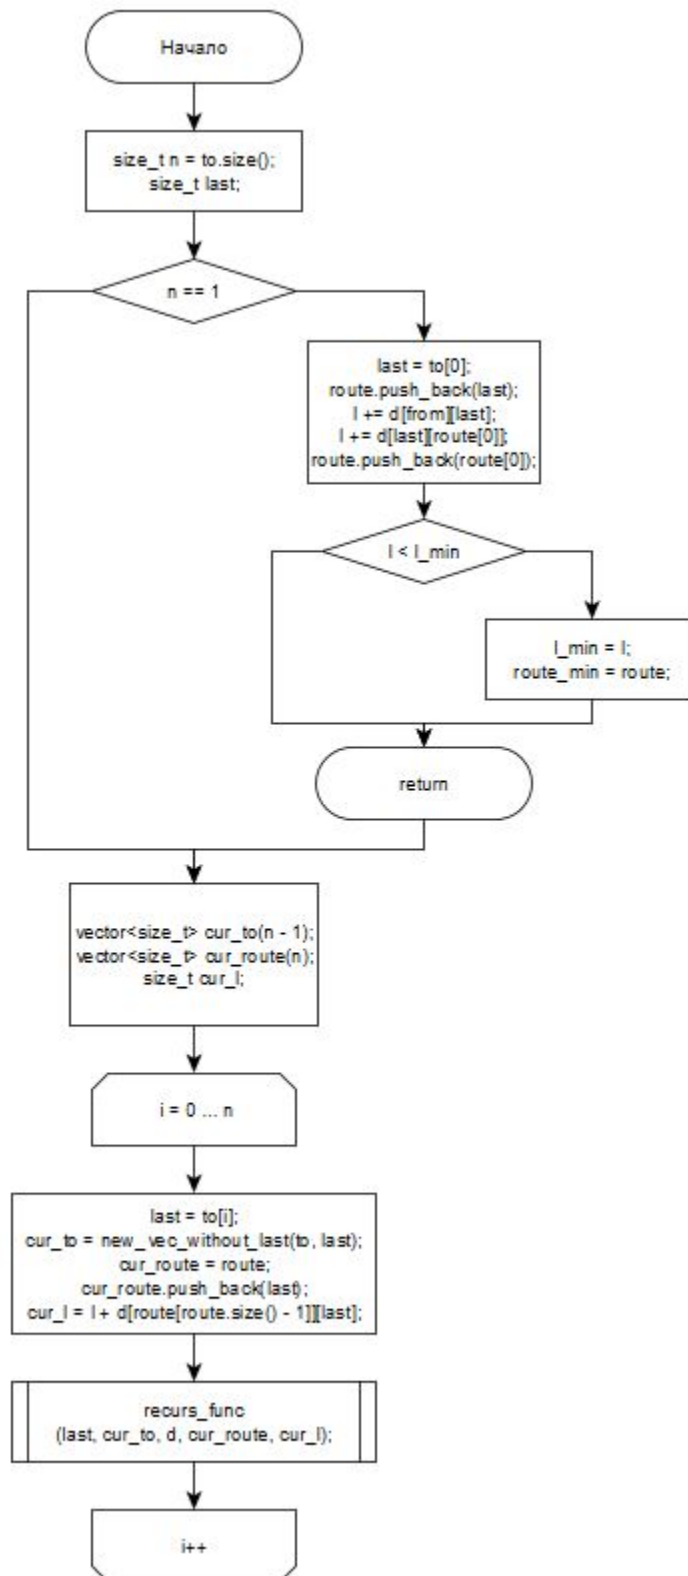 Начало
size_t n = to.size();
size_t last;
n == 1
last = to[0];
route.push_back(last);
l += d[from][last];
l += d[last][route[0]];
route.push_back(route[0]);
l < l_min
l_min = l;
route_min = route;
return
vector<size_t> cur_to(n - 1);
vector<size_t> cur_route(n);
size_t cur_l;
i = 0 ... n
last = to[i];
cur_to = new_vec_without_last(to, last);
cur_route = route;
cur_route.push_back(last);
cur_l = l + d[route[route.size() - 1]][last];
recurs_func
(last, cur_to, d, cur_route, cur_l);
i++